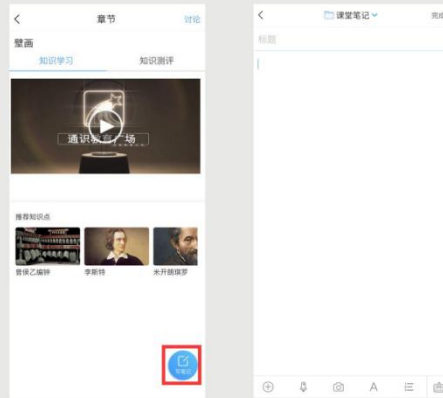 章节
讨论
壁画
知识学习
知识测评
通识教育广场
推荐知识点
曾侯乙编钟
李斯特
米开朗琪罗
写笔记
课堂笔记
完成
标题